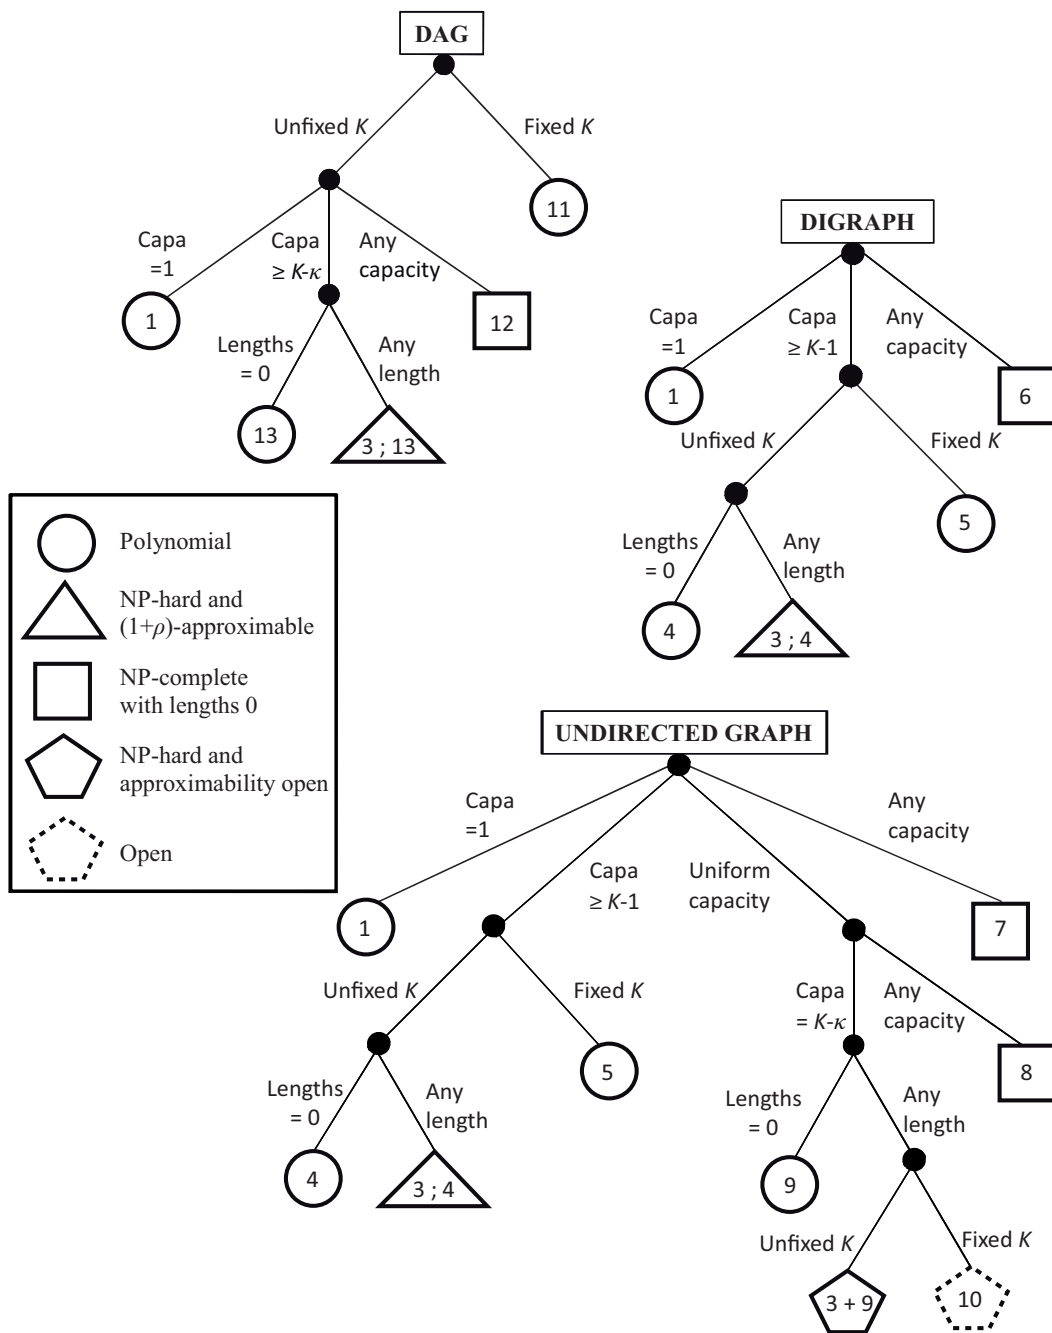 DAG
Unfixed K
Fixed K
11
Capa
=1
Capa
≥ K-κ
Any
capacity
1
12
Lengths
= 0
Any
length
13
3 ; 13
DIGRAPH
Capa
=1
Capa
≥ K-1
Any
capacity
1
6
Unfixed K
Fixed K
5
Lengths
= 0
Any
length
4
3 ; 4
Polynomial
NP-hard and
(1+ρ)-approximable
NP-complete
with lengths 0
NP-hard and
approximability open
Open
UNDIRECTED GRAPH
Capa
=1
Capa
≥ K-1
Uniform
capacity
Any
capacity
1
7
Unfixed K
Fixed K
5
Capa
= K-κ
Any
capacity
8
Lengths
= 0
Any
length
4
3 ; 4
Lengths
= 0
Any
length
9
Unfixed K
Fixed K
3 + 9
10